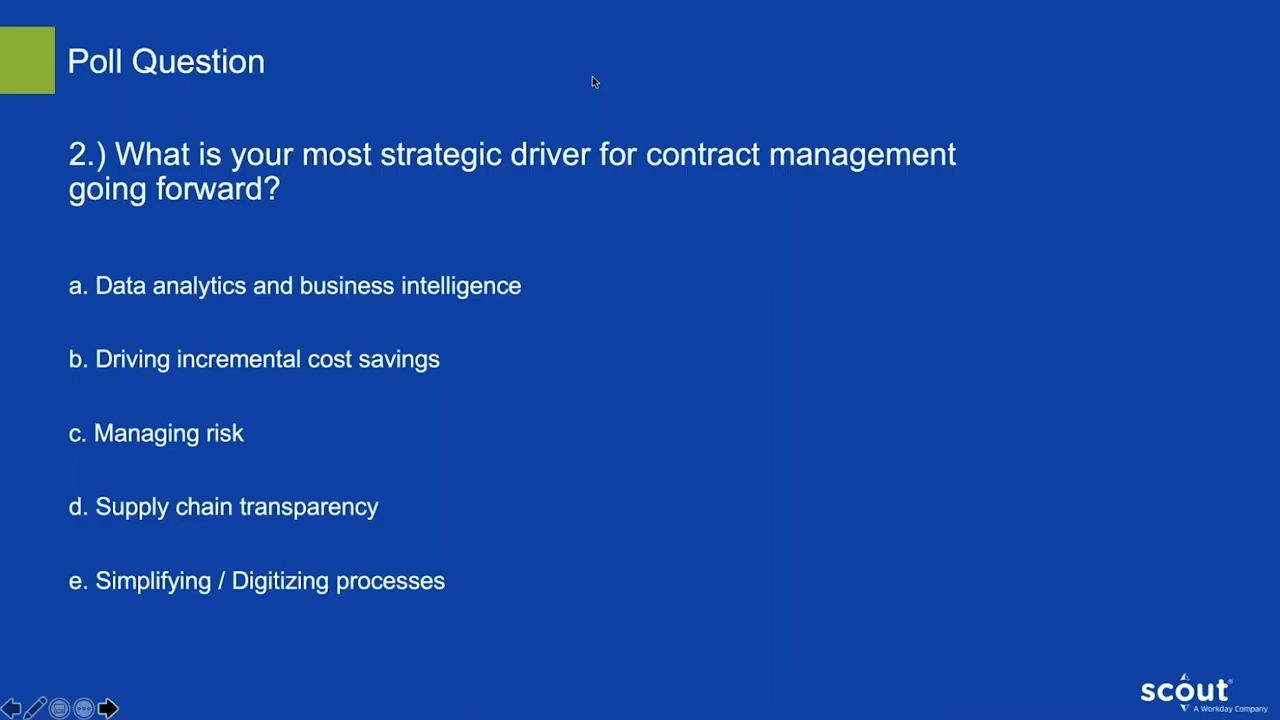 Poll Question
2.) What is your most strategic driver for contract management
going forward?
a. Data analytics and business intelligence
b. Driving incremental cost savings
c. Managing risk
d. Supply chain transparency
e. Simplifying / Digitizing processes
scout®
A Workday Company